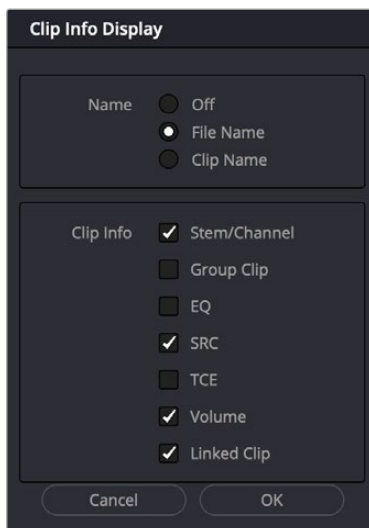 Clip Info Display
Name
Off
File Name
Clip Name
Clip Info
Stem/Channel
Group Clip
EQ
SRC
TCE
Volume
Linked Clip
Cancel
OK